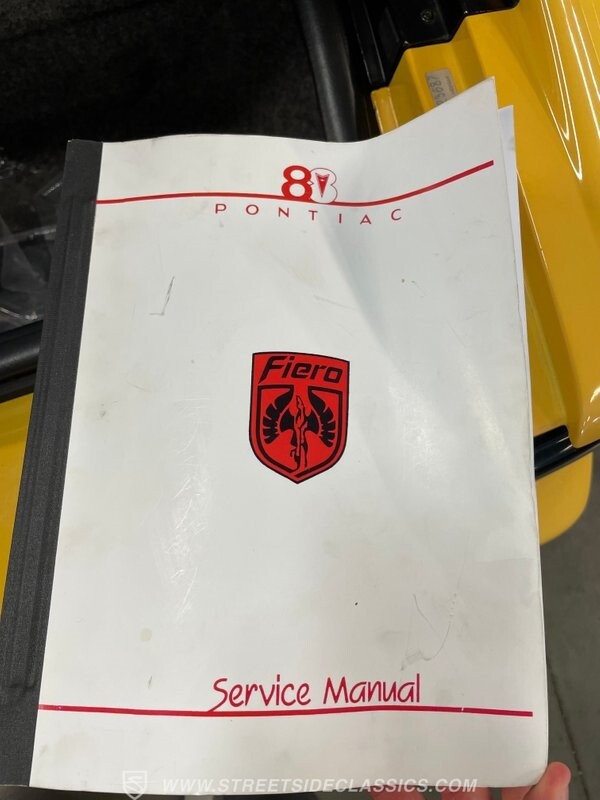 88
PONTIAC
Fiero
Service Manual
WWW.STREETSIDECLASSICS.COM